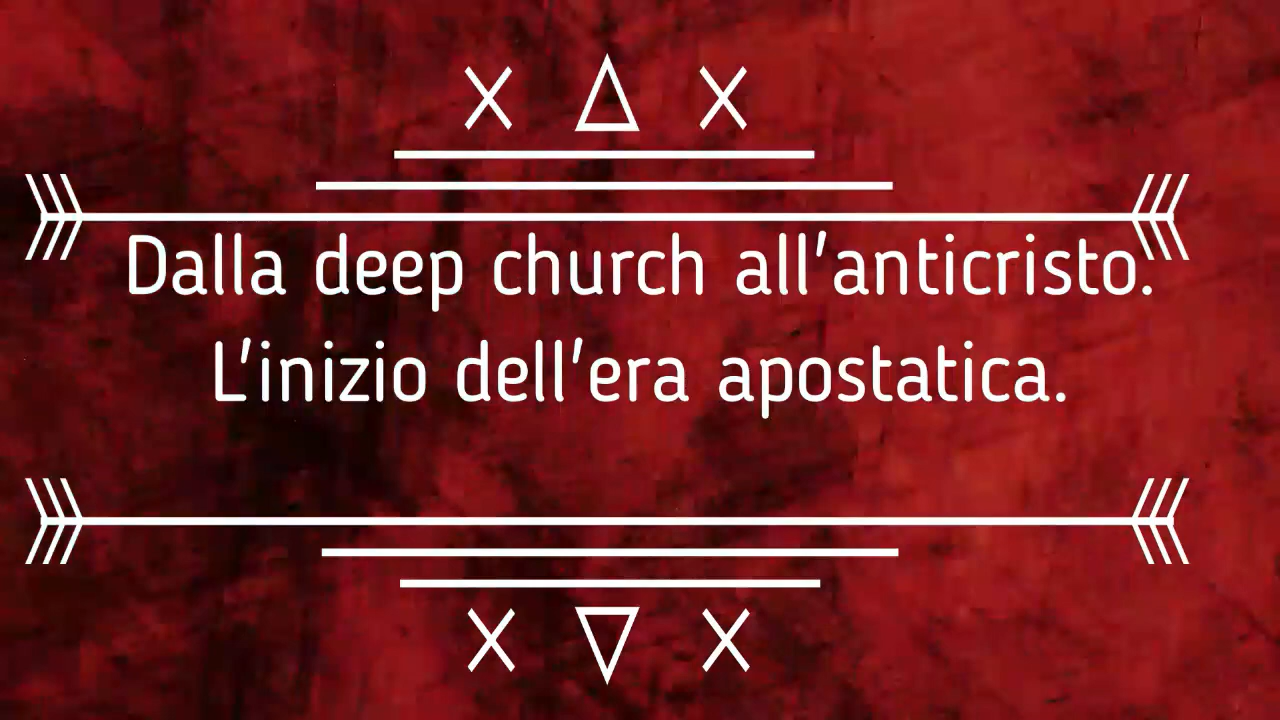 X Δ X
Dalla deep church all'anticristo.
L'inizio dell'era apostatica.
X ∇ X